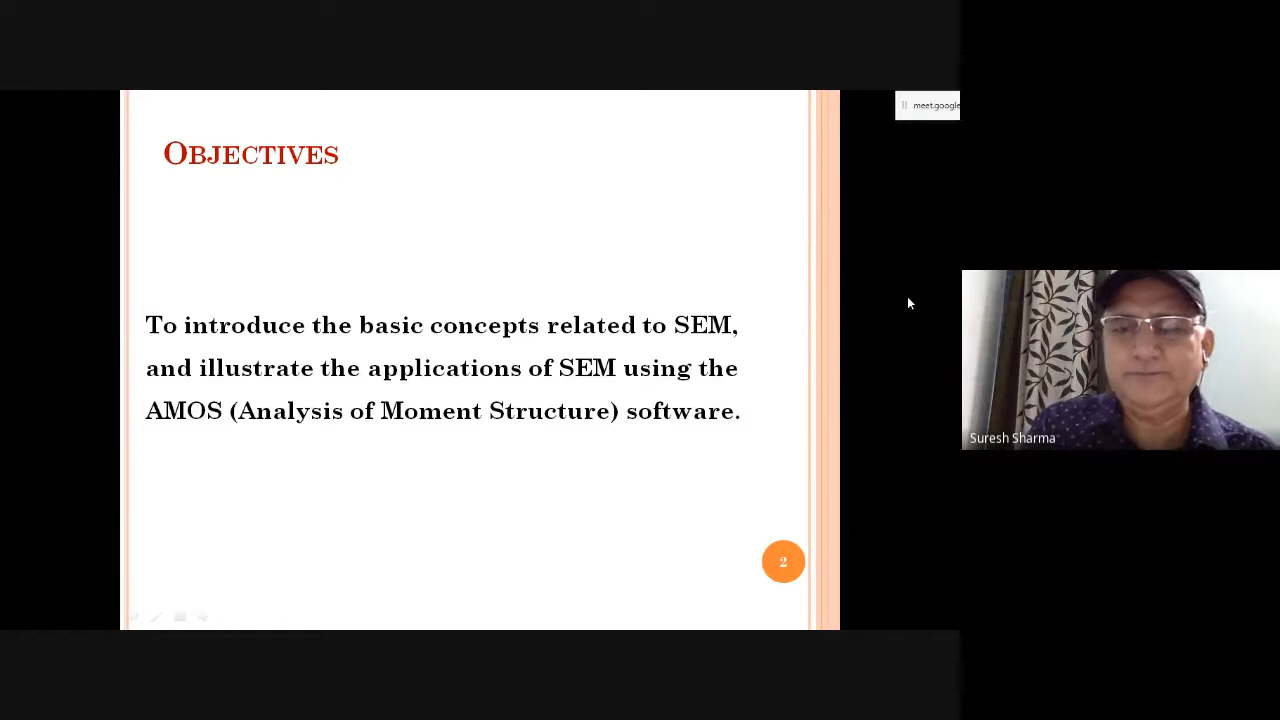 OBJECTIVES
meet.google
To introduce the basic concepts related to SEM,
and illustrate the applications of SEM using the
AMOS (Analysis of Moment Structure) software.
Suresh Sharma
2